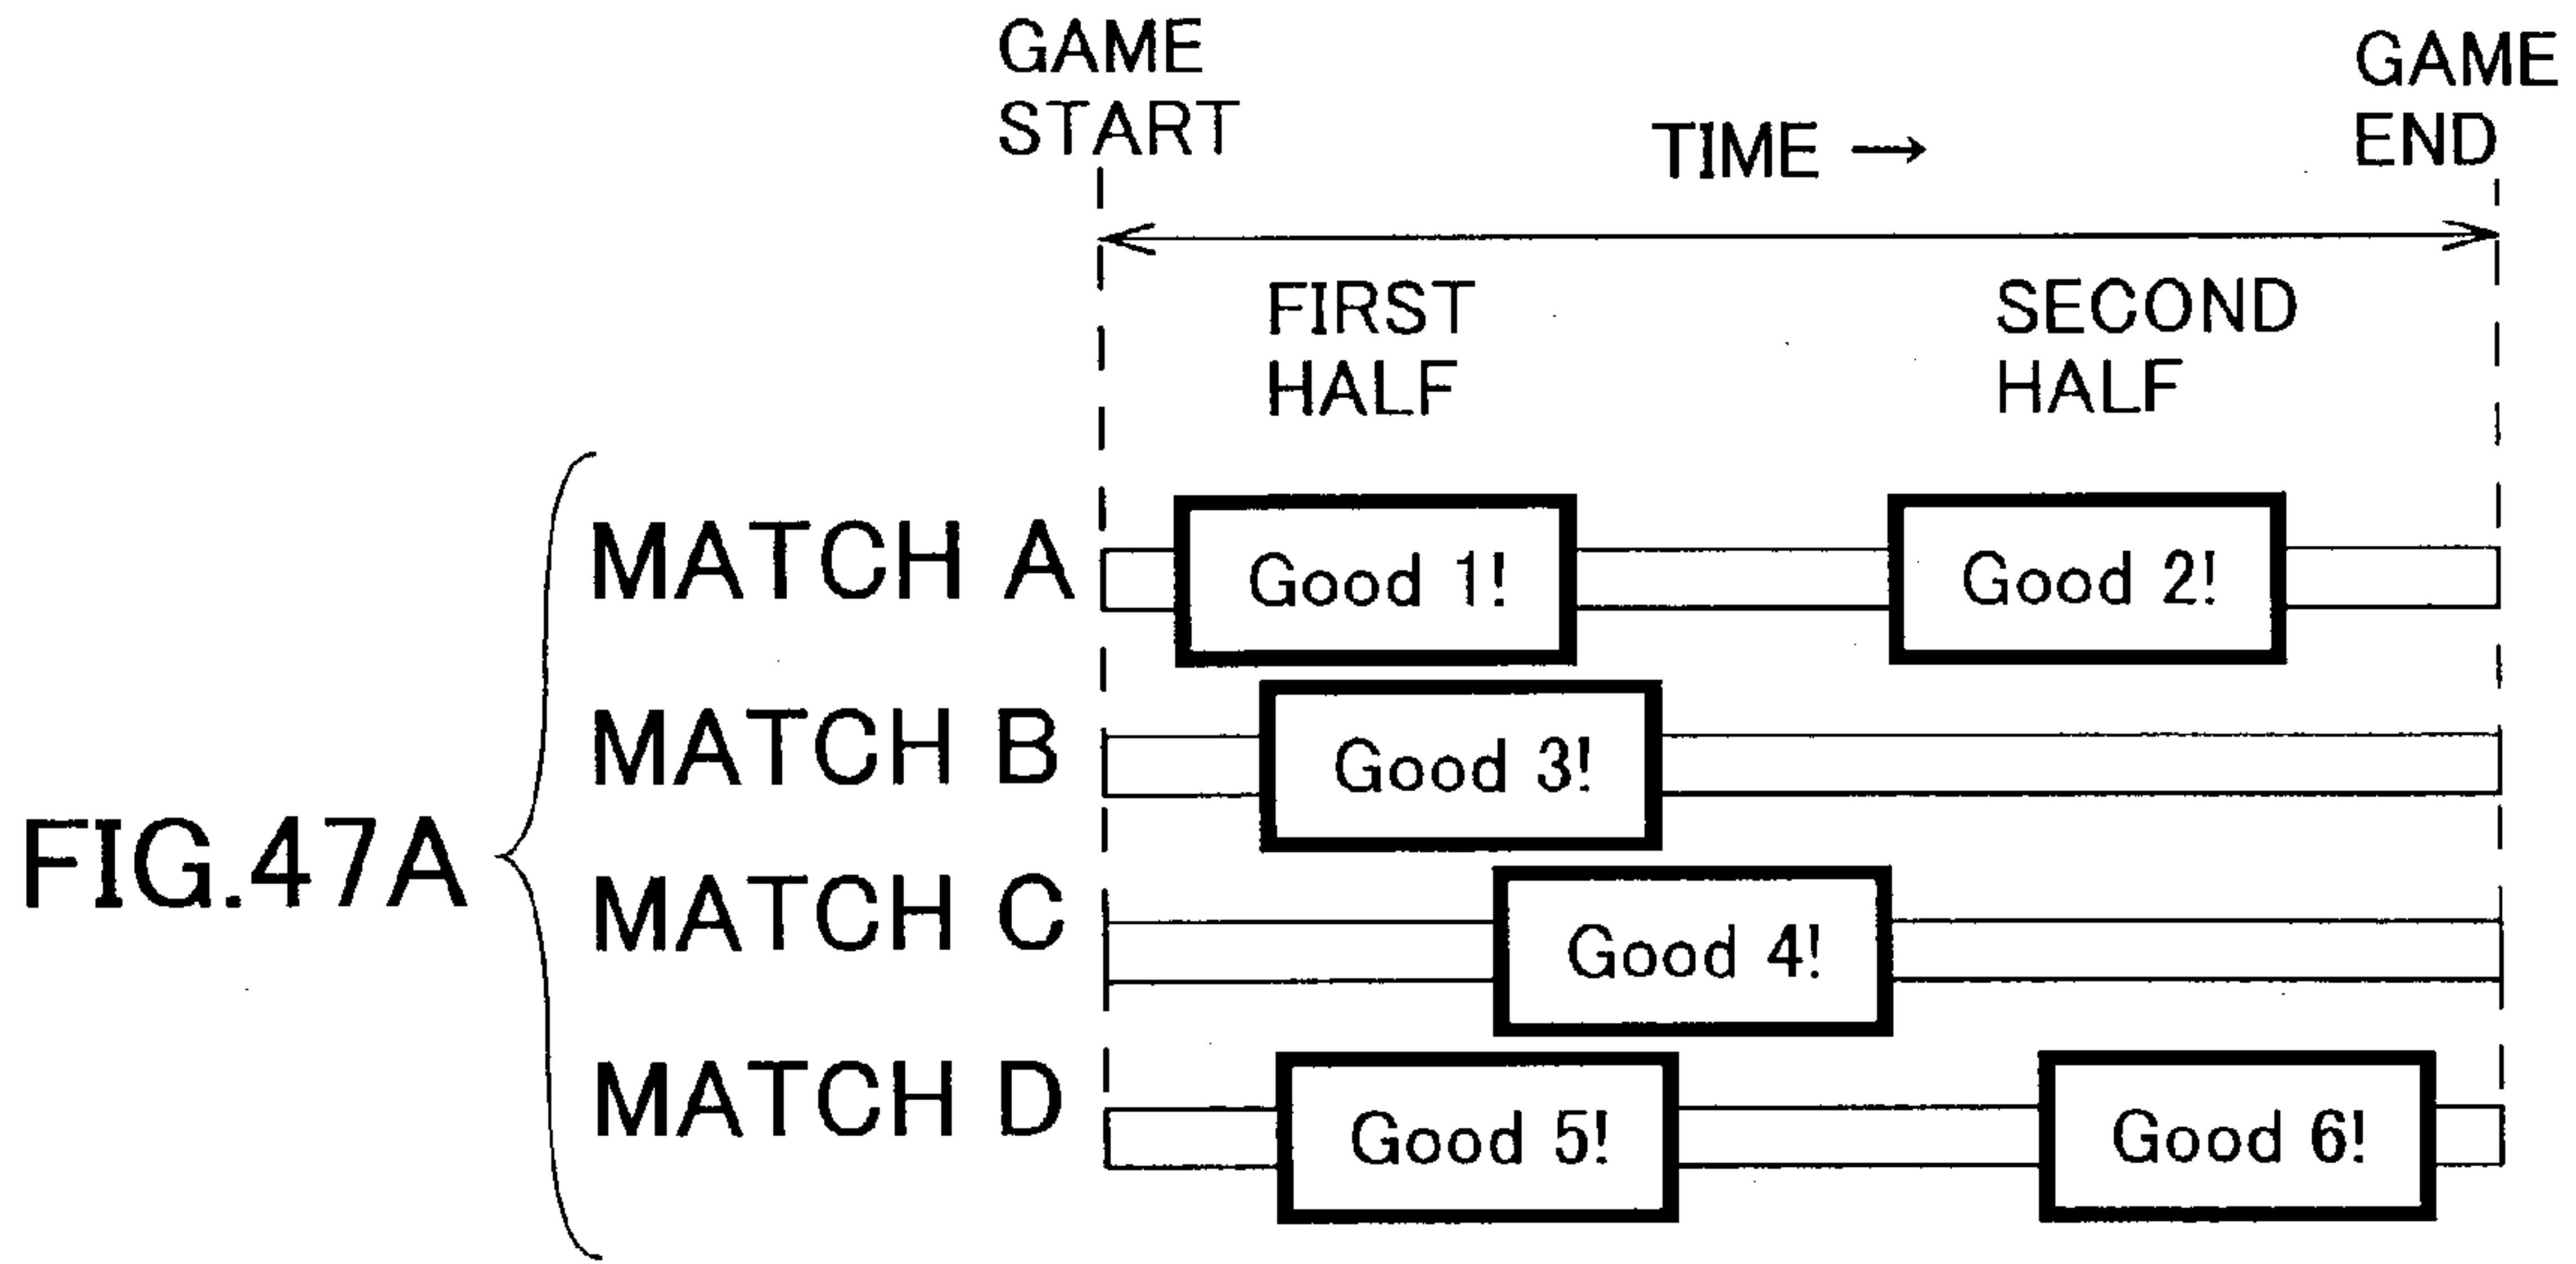 GAME
START
TIME →
GAME
END
FIRST
HALF
SECOND
HALF
FIG.47A
MATCH A
Good 1!
Good 2!
MATCH B
Good 3!
MATCH C
Good 4!
MATCH D
Good 5!
Good 6!